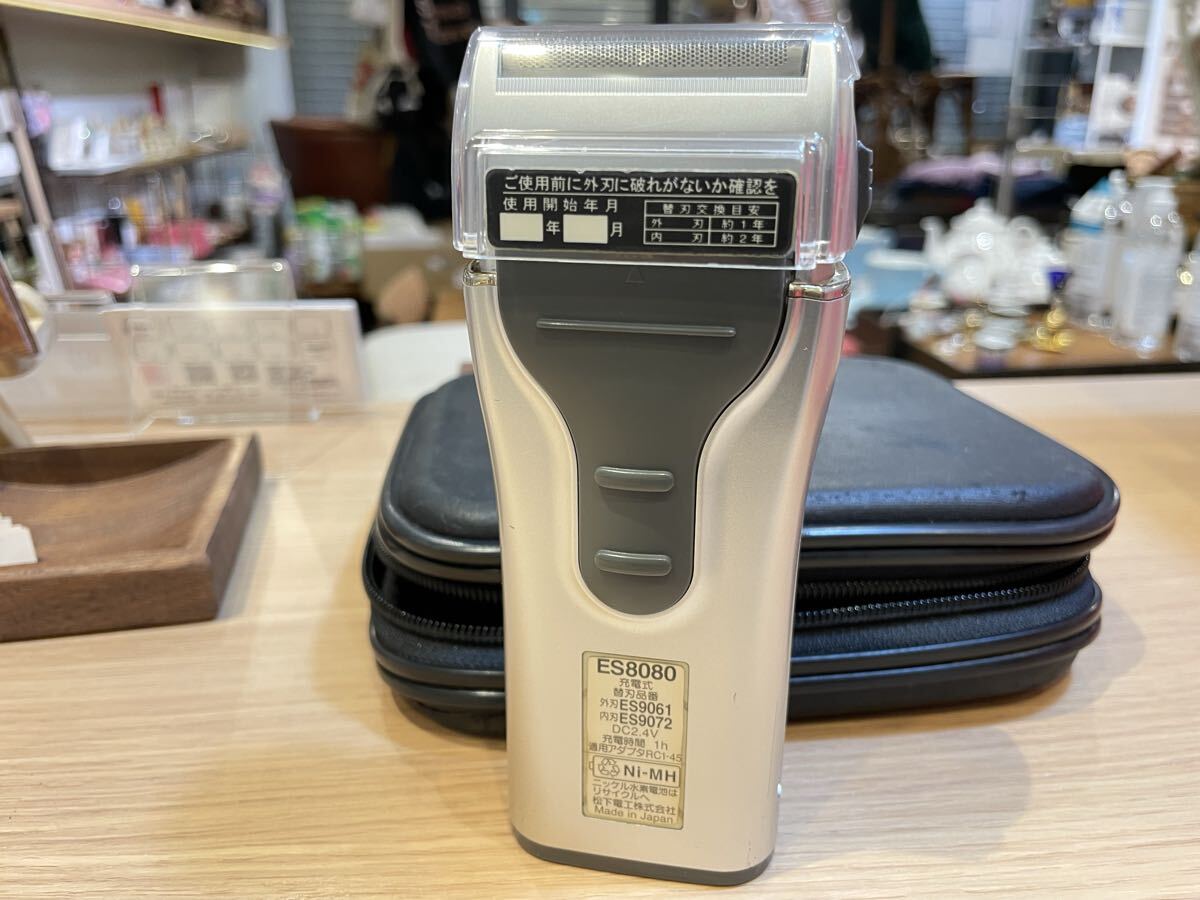 ご使用前に外刃に破れがないか確認を
使用開始年月
年 月
替刃交換目安
外刃 約1年
内刃 約2年
ES8080
充電式
替刃品番
外刃ES9061
内刃ES9072
DC2.4V
充電時間 1h
適用アダプタRC1-45
Ni-MH
ニッケル水素電池は
リサイクルへ
松下電工株式会社
Made in Japan